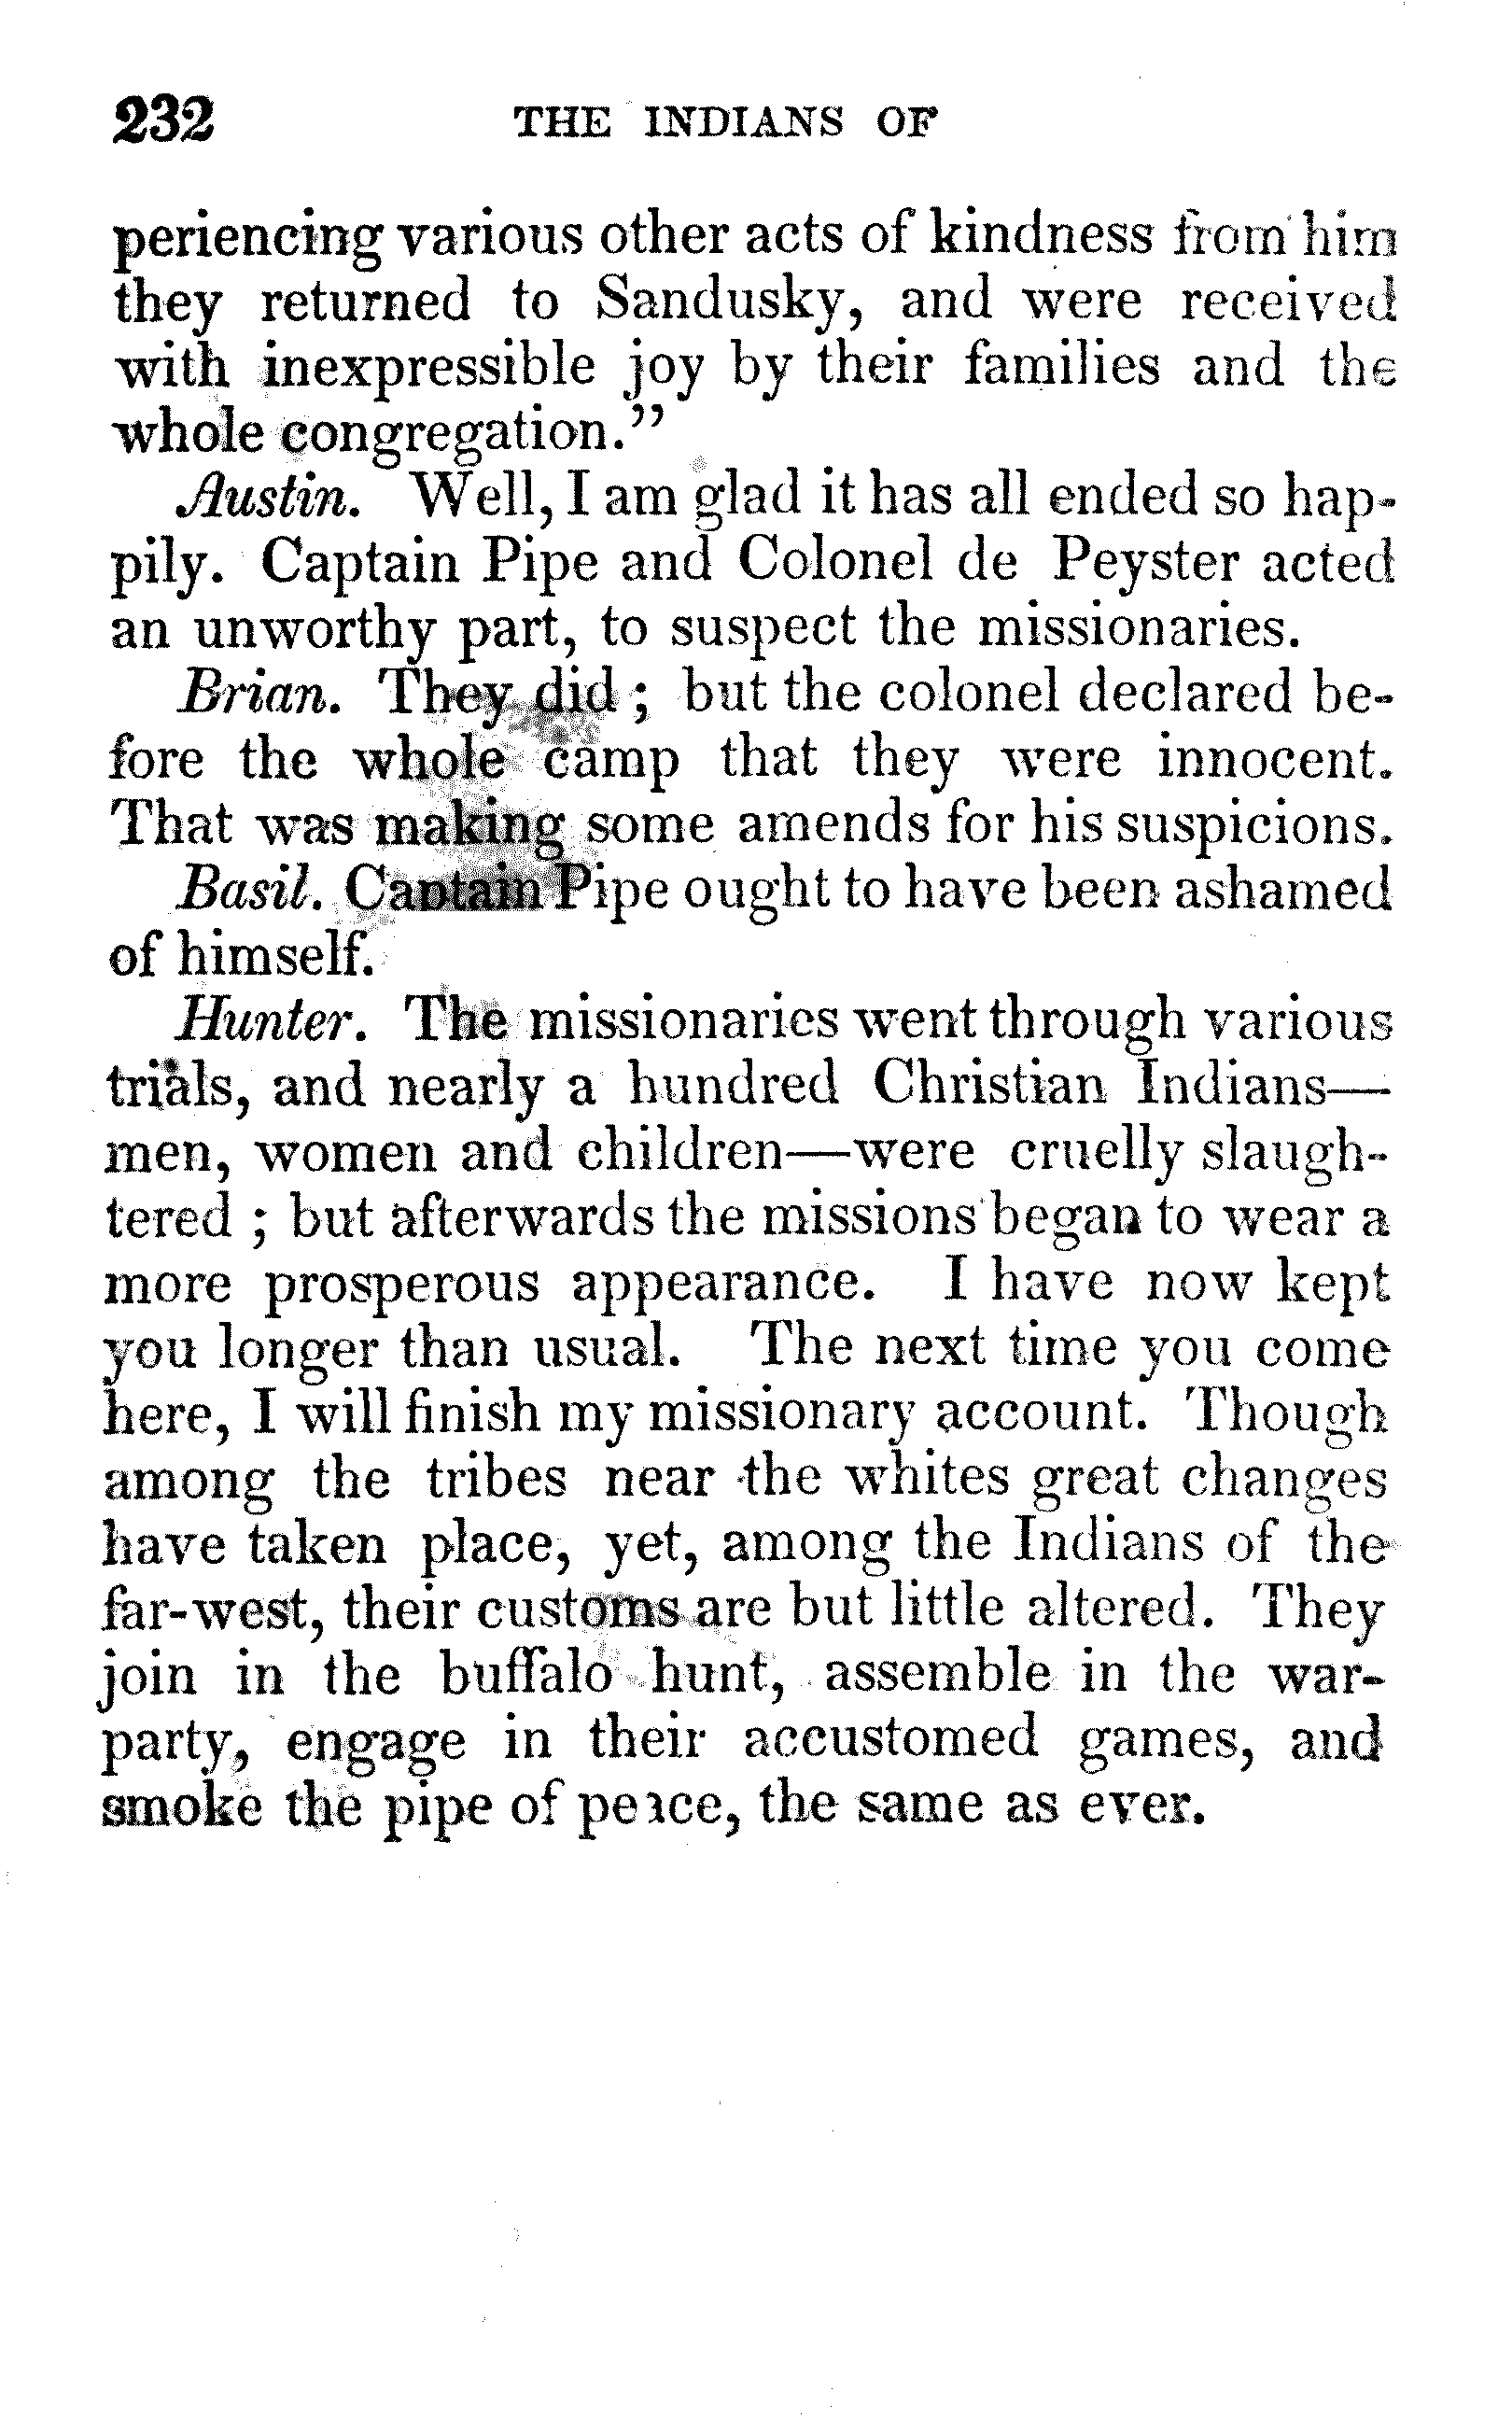 232 THE INDIANS OF
periencing various other acts of kindness from him
they returned to Sandusky, and were received
with inexpressible joy by their families and the
whole congregation."
Austin. Well, I am glad it has all ended so hap-
pily. Captain Pipe and Colonel de Peyster acted
an unworthy part, to suspect the missionaries.
Brian. They did ; but the colonel declared be-
fore the whole camp that they were innocent.
That was making some amends for his suspicions.
Basil. Captain Pipe ought to have been ashamed
of himself.
Hunter. The missionaries went through various
trials, and nearly a hundred Christian Indians—
men, women and children—were cruelly slaugh-
tered ; but afterwards the missions began to wear a
more prosperous appearance. I have now kept
you longer than usual. The next time you come
here, I will finish my missionary account. Though
among the tribes near the whites great changes
have taken place, yet, among the Indians of the
far-west, their customs are but little altered. They
join in the buffalo hunt, assemble in the war-
party, engage in their accustomed games, and
smoke the pipe of peace, the same as ever.